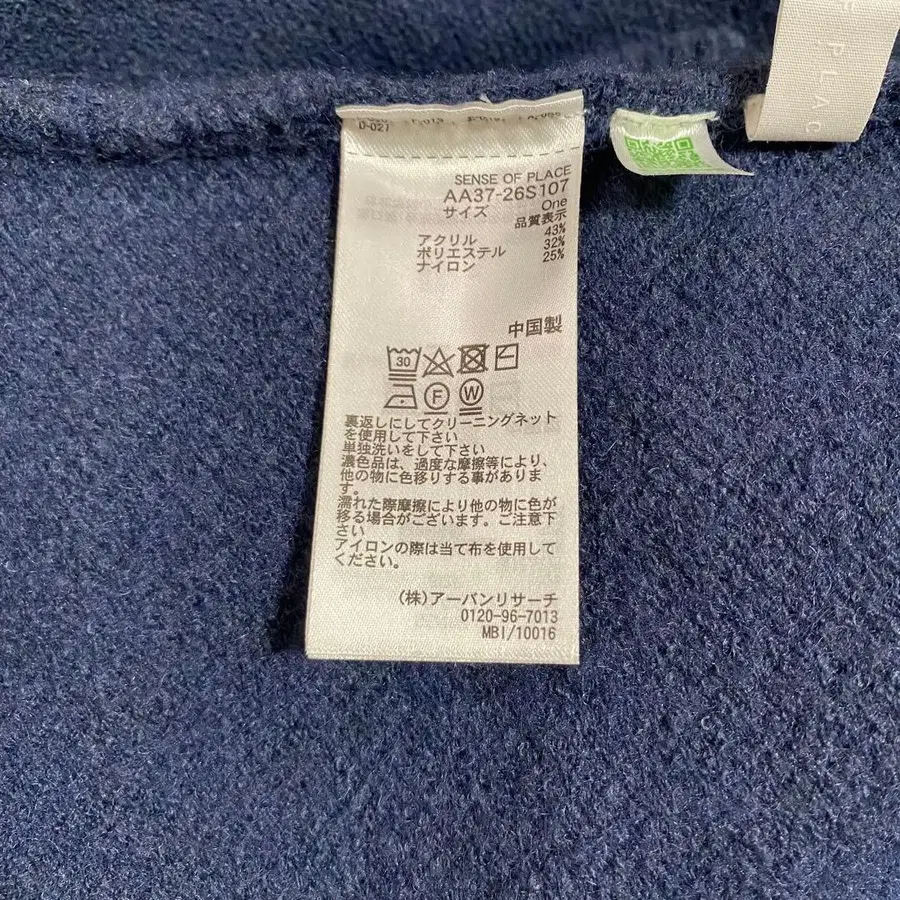 F PLAC
D-027
SENSE OF PLACE
AA37-26S107
サイズ One
品質表示
43%
アクリル 32%
ポリエステル 25%
ナイロン
中国製
30
F W
裏返しにしてクリーニングネット
を使用して下さい
単独洗いをして下さい
濃色品は、過度な摩擦等により、
他の物に色移りする事がありま
す。
濡れた際摩擦により他の物に色が
移る場合がございます。ご注意下
さい
アイロンの際は当て布を使用して
ください。
(株)アーバンリサーチ
0120-96-7013
MBI/10016